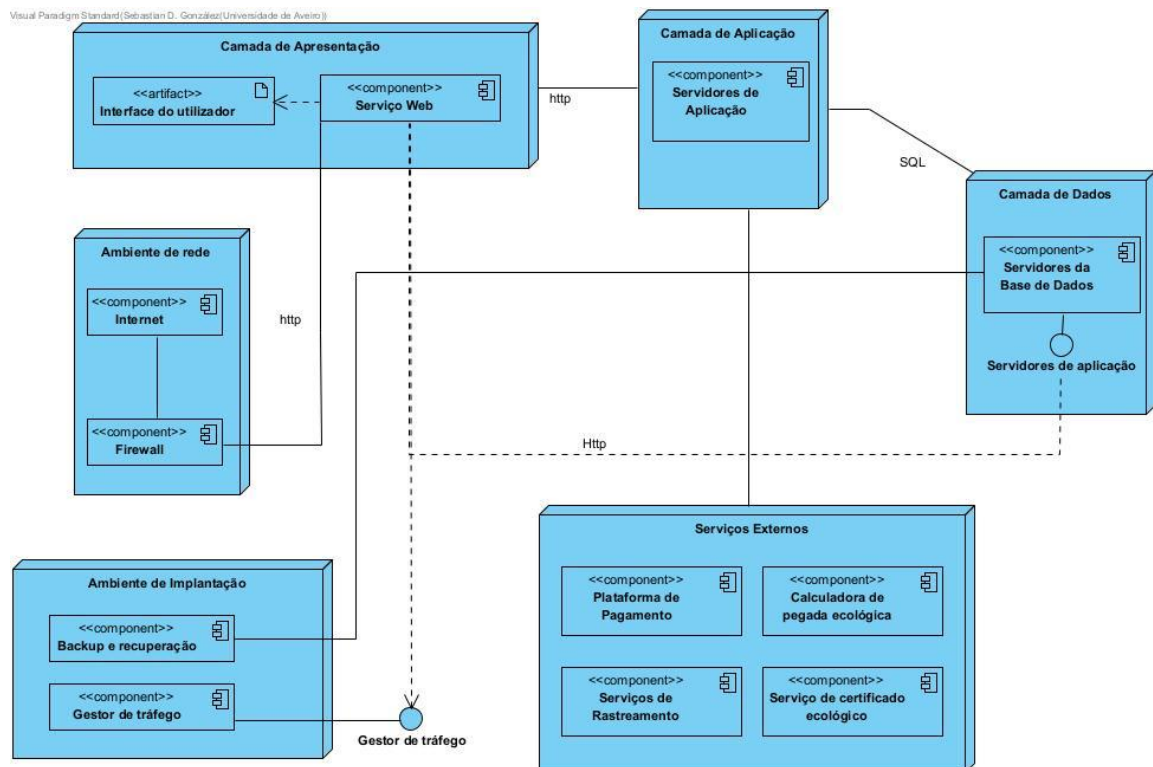 Visual Paradigm Standard(Sebastian D. González(Universidade de Aveiro))
Camada de Apresentação
<<artifact>>
Interface do utilizador
<<component>>
Serviço Web
http
Camada de Aplicação
<<component>>
Servidores de
Aplicação
SQL
Camada de Dados
<<component>>
Servidores da
Base de Dados
Servidores de aplicação
Ambiente de rede
<<component>>
Internet
<<component>>
Firewall
http
Http
Ambiente de Implantação
<<component>>
Backup e recuperação
<<component>>
Gestor de tráfego
Gestor de tráfego
Serviços Externos
<<component>>
Plataforma de
Pagamento
<<component>>
Calculadora de
pegada ecológica
<<component>>
Serviços de
Rastreamento
<<component>>
Serviço de certificado
ecológico